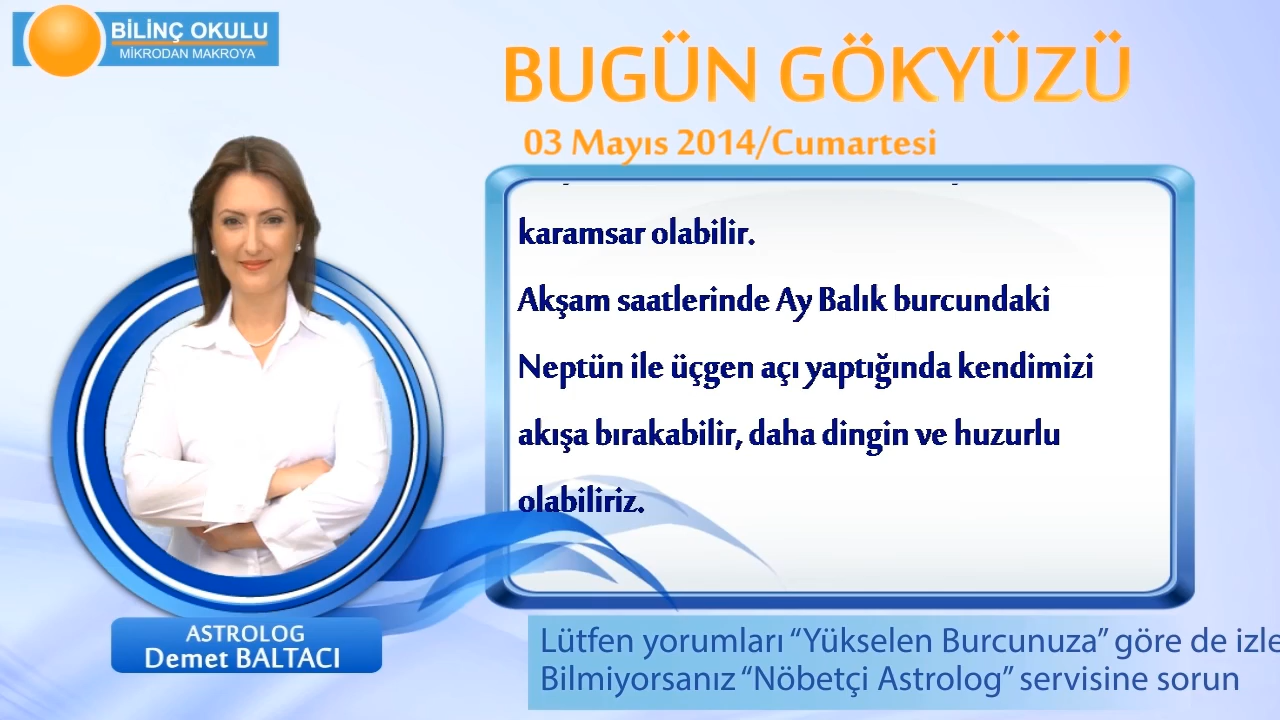 BİLİNÇ OKULU
MİKRODAN MAKROYA
BUGÜN GÖKYÜZÜ
03 Mayıs 2014/Cumartesi
karamsar olabilir.
Akşam saatlerinde Ay Balık burcundaki
Neptün ile üçgen açı yaptığında kendimizi
akışa bırakabilir, daha dingin ve huzurlu
olabiliriz.
ASTROLOG
Demet BALTACI
Lütfen yorumları “Yükselen Burcunuza” göre de izle
Bilmiyorsanız “Nöbetçi Astrolog” servisine sorun